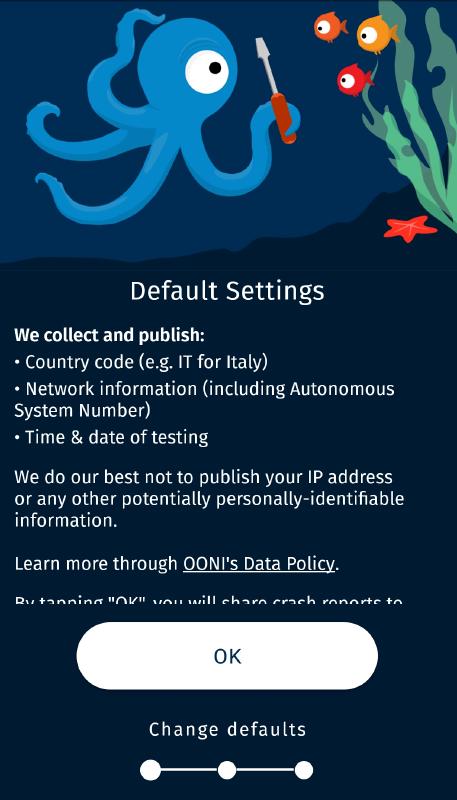 Default Settings
We collect and publish:
• Country code (e.g. IT for Italy)
• Network information (including Autonomous
System Number)
• Time & date of testing
We do our best not to publish your IP address
or any other potentially personally-identifiable
information.
Learn more through OONI's Data Policy.
By tapping "OK", you will share crash reports to
OK
Change defaults